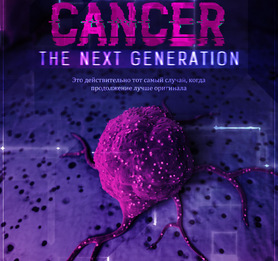 CANCER
THE NEXT GENERATION
Это действительно тот самый случай, когда
продолжение лучше оригинала